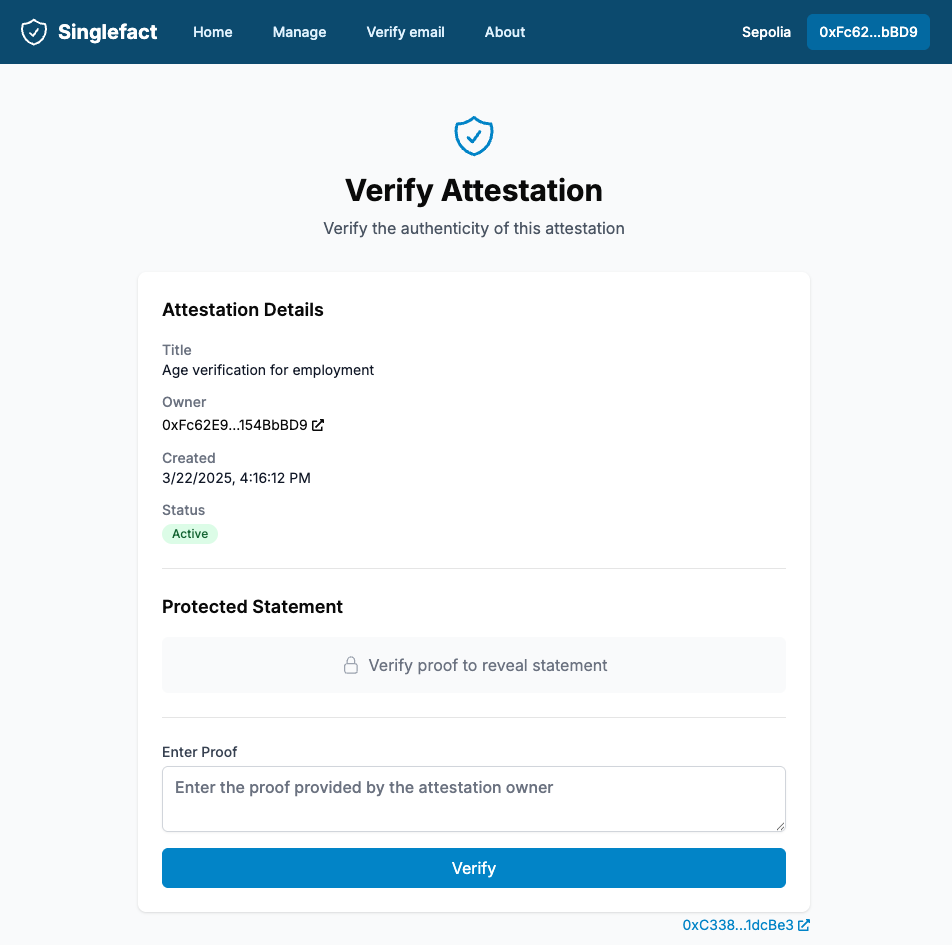 Singlefact
Home
Manage
Verify email
About
Sepolia
0xFc62...bBD9
Verify Attestation
Verify the authenticity of this attestation
Attestation Details
Title
Age verification for employment
Owner
0xFc62E9...154BbBD9
Created
3/22/2025, 4:16:12 PM
Status
Active
Protected Statement
Verify proof to reveal statement
Enter Proof
Enter the proof provided by the attestation owner
Verify
0xC338...1dcBe3